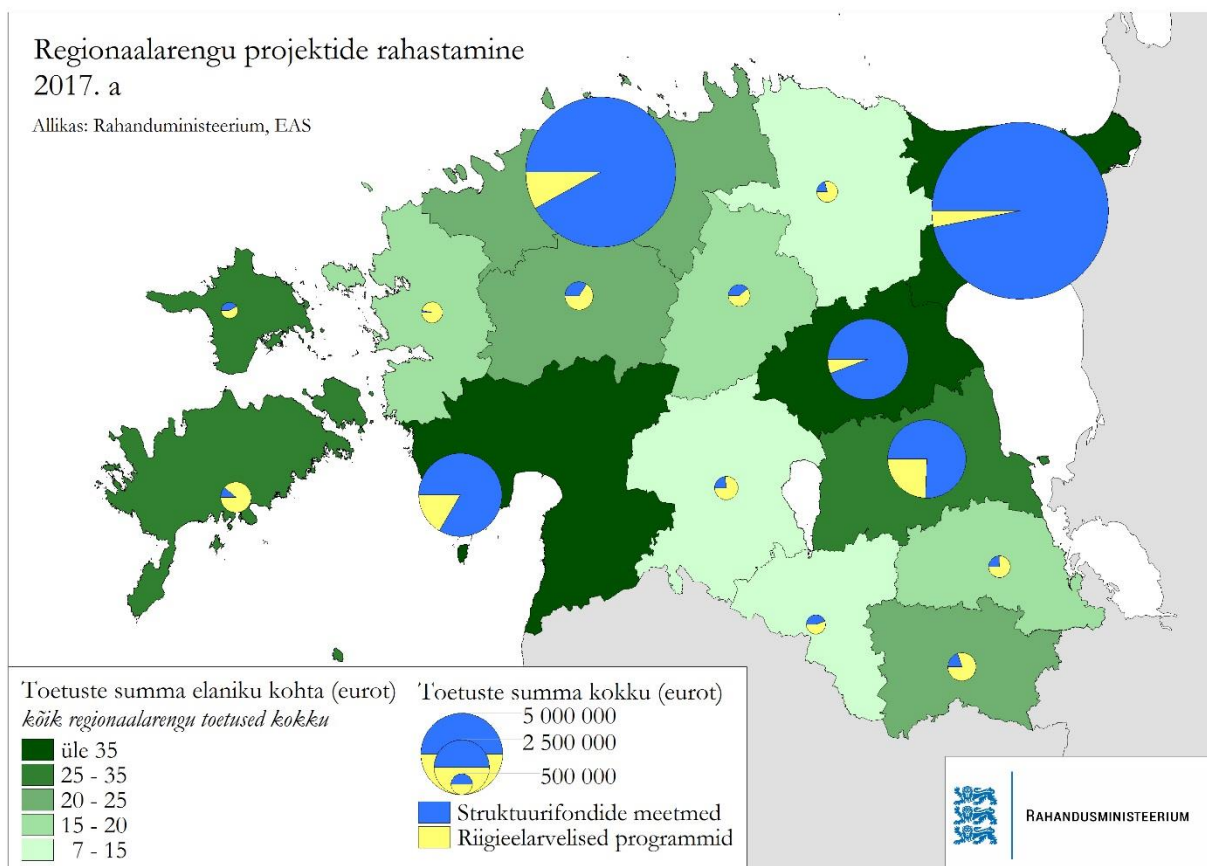 Regionaalarengu projektide rahastamine
2017. a
Allikas: Rahanduministeerium, EAS
Toetuste summa elaniku kohta (eurot)
kõik regionaalarengu toetused kokku
üle 35
25 - 35
20 - 25
15 - 20
7 - 15
Toetuste summa kokku (eurot)
5 000 000
2 500 000
500 000
Struktuurifondide meetmed
Riigieelarvelised programmid
RAHANDUSMINISTEERIUM